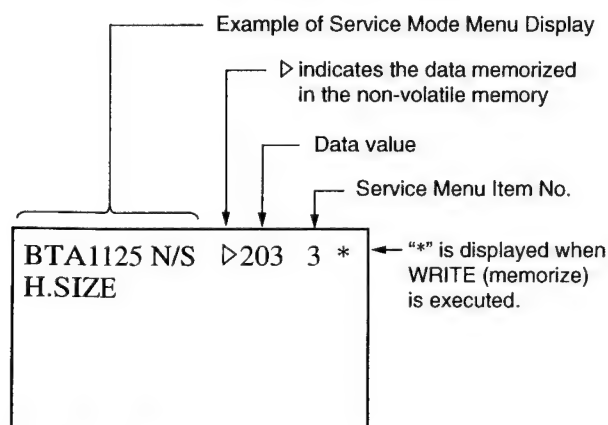 Example of Service Mode Menu Display
▷ indicates the data memorized
in the non-volatile memory
Data value
Service Menu Item No.
BTA1125 N/S ▷203 3 *
H.SIZE
“*” is displayed when
WRITE (memorize)
is executed.